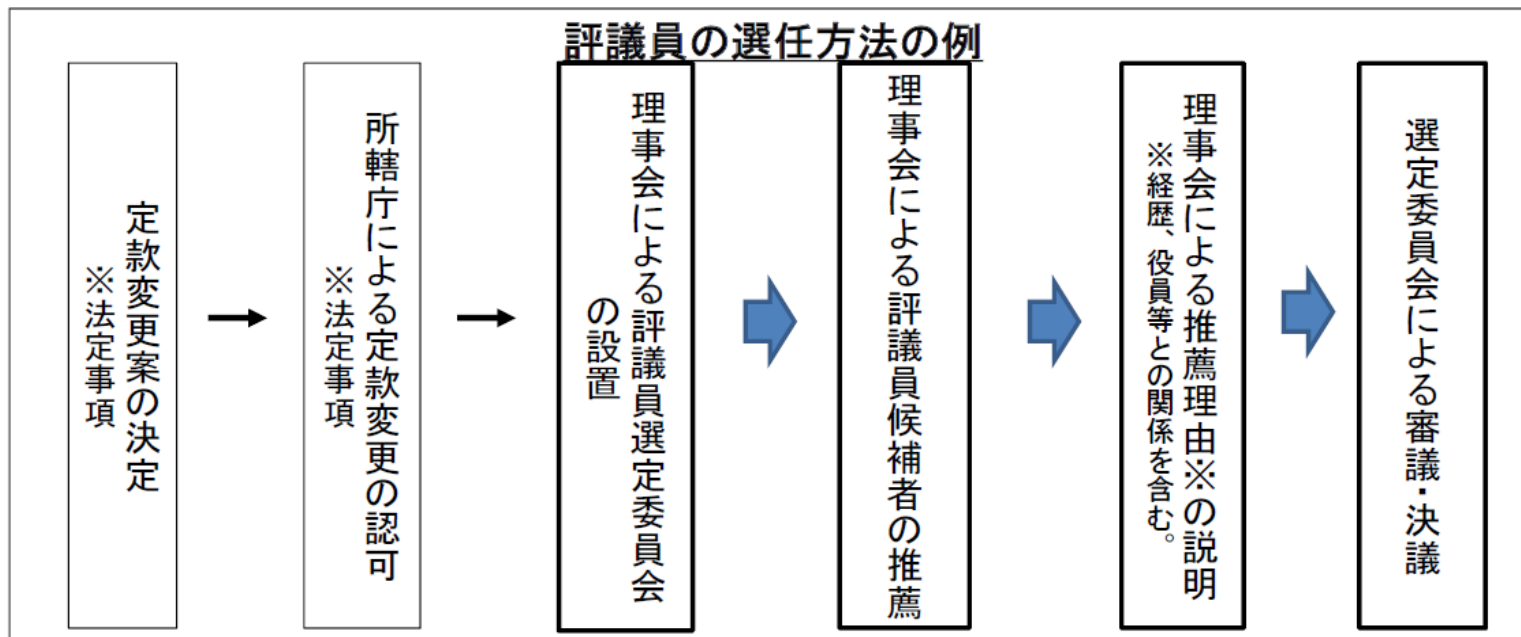 評議員の選任方法の例
定款変更案の決定
※法定事項
所轄庁による定款変更の認可
※法定事項
理事会による評議員選定委員会
の設置
理事会による評議員候補者の推薦
理事会による推薦理由※の説明
※経歴、役員等との関係を含む。
選定委員会による審議・決議